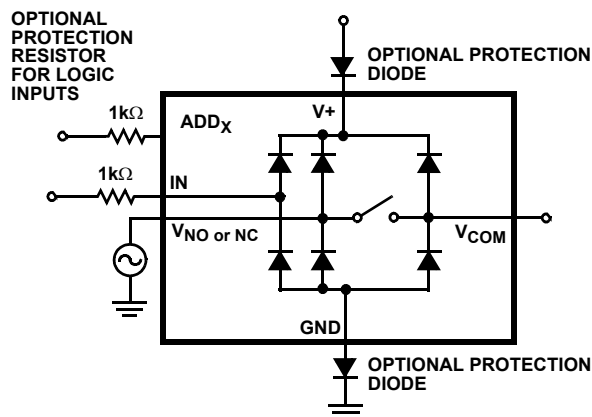 OPTIONAL
PROTECTION
RESISTOR
FOR LOGIC
INPUTS
OPTIONAL PROTECTION
DIODE
1kΩ
ADDX
V+
1kΩ
IN
VNO or NC
VCOM
GND
OPTIONAL PROTECTION
DIODE